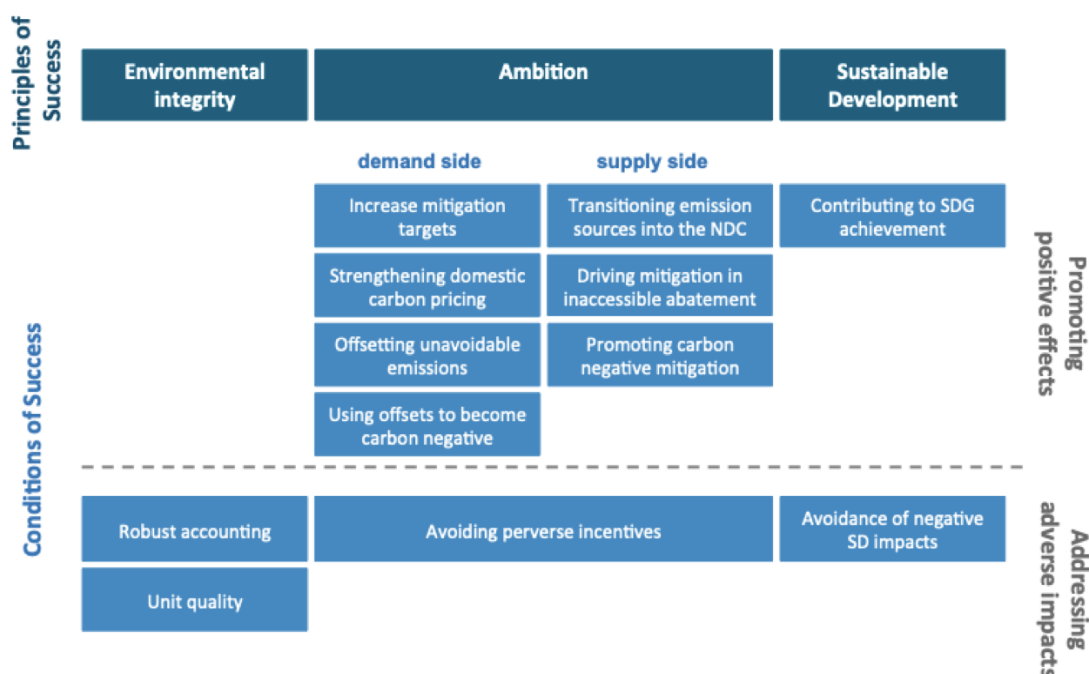 Principles of
Success
Environmental
integrity
Ambition
Sustainable
Development
demand side
supply side
Increase mitigation
targets
Transitioning emission
sources into the NDC
Contributing to SDG
achievement
Strengthening domestic
carbon pricing
Driving mitigation in
inaccessible abatement
Offsetting unavoidable
emissions
Promoting carbon
negative mitigation
Using offsets to become
carbon negative
Promoting
positive effects
Conditions of Success
Robust accounting
Avoiding perverse incentives
Avoidance of negative
SD impacts
Unit quality
Addressing
adverse impacts